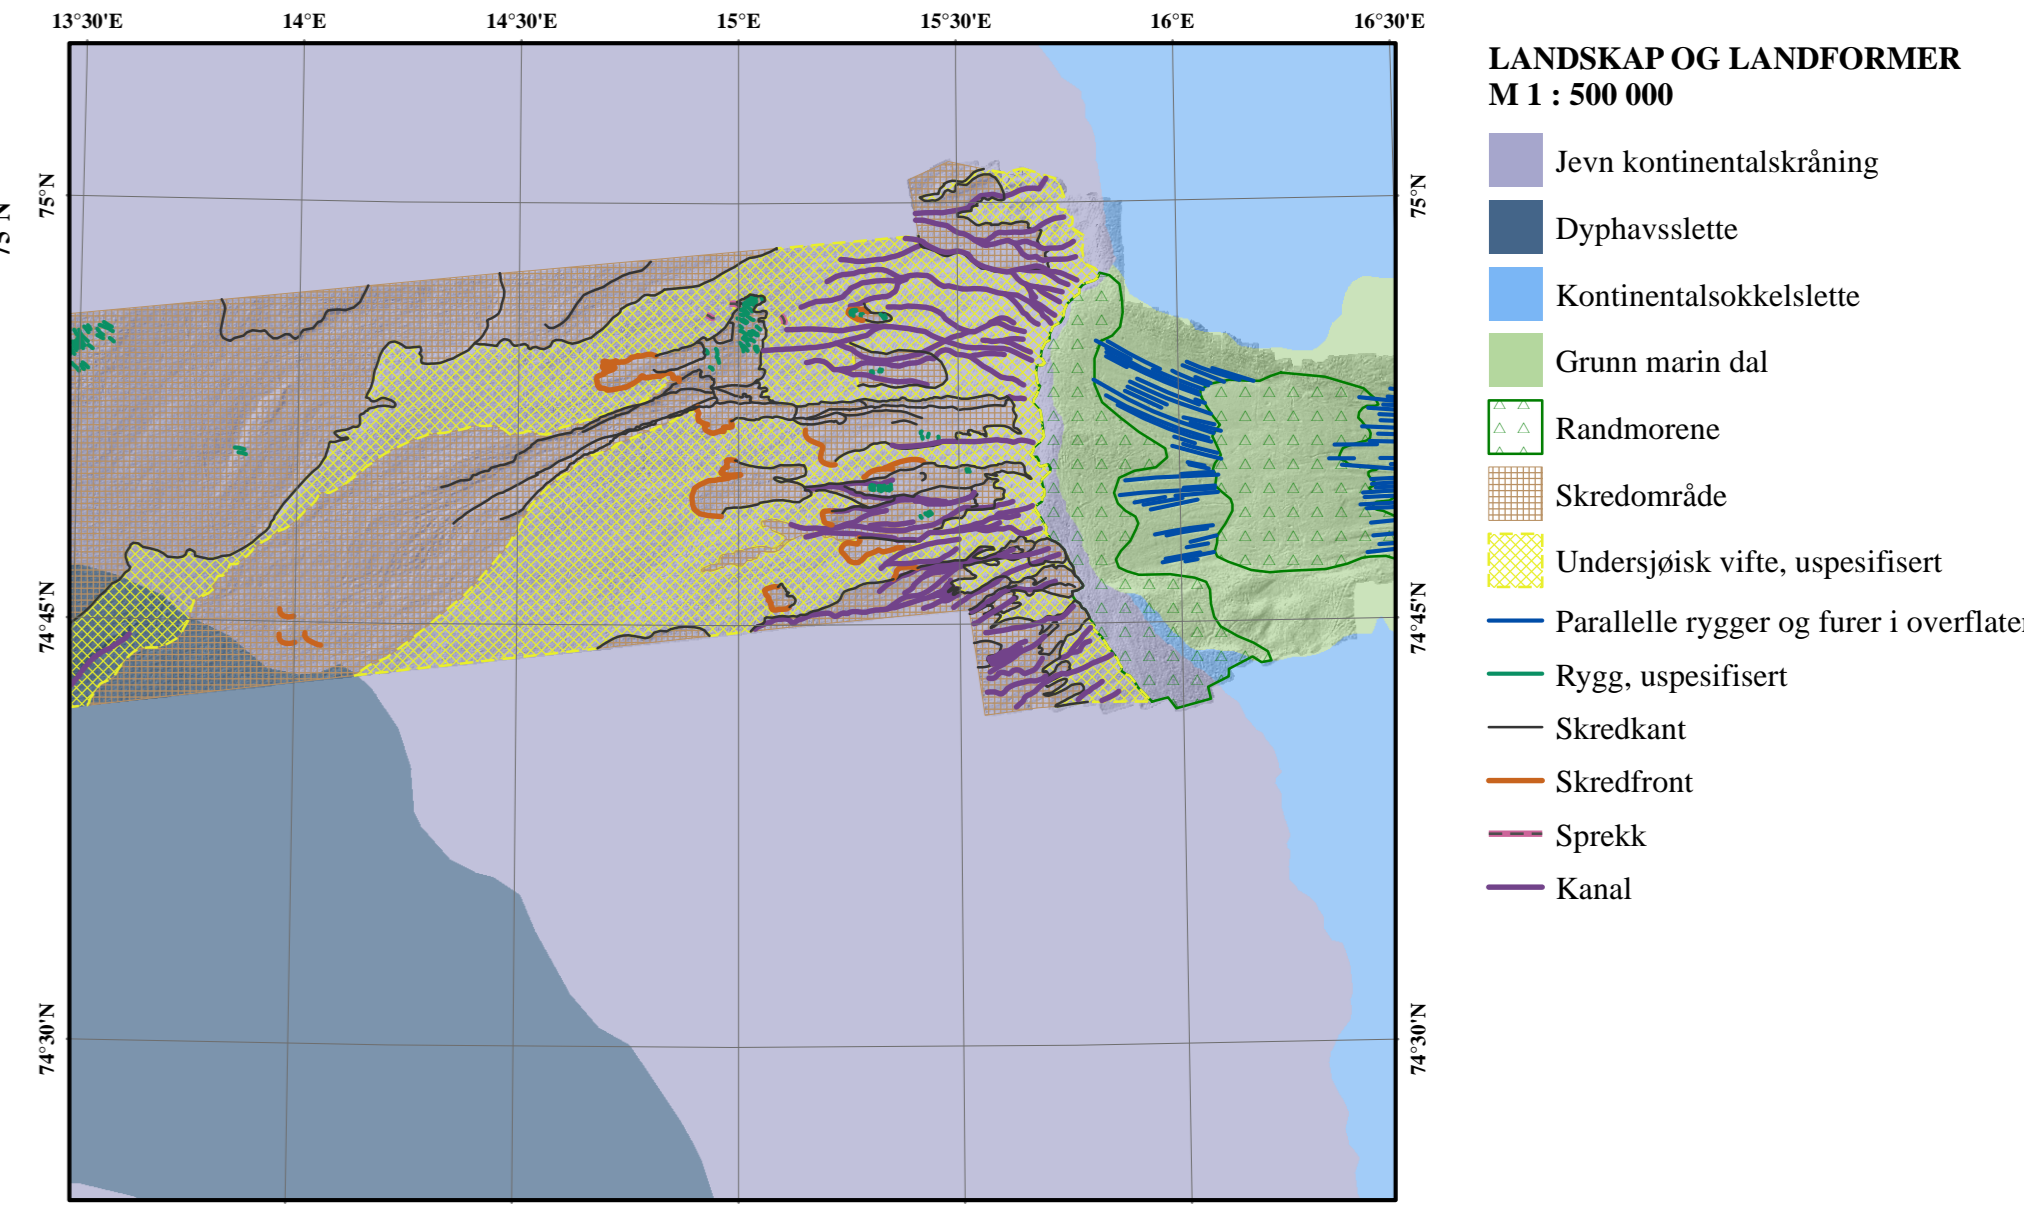 13°30'E 14°E 14°30'E 15°E 15°30'E 16°E 16°30'E
75°N
75°N
75°N
74°45'N
74°45'N
74°30'N
74°30'N
LANDSKAP OG LANDFORMER
M 1 : 500 000
Jevn kontinentalskråning
Dyphavsslette
Kontinentalsokkelslette
Grunn marin dal
Randmorene
Skredområde
Undersjøisk vifte, uspesifisert
Parallelle rygger og furer i overflaten
Rygg, uspesifisert
Skredkant
Skredfront
Sprekk
Kanal